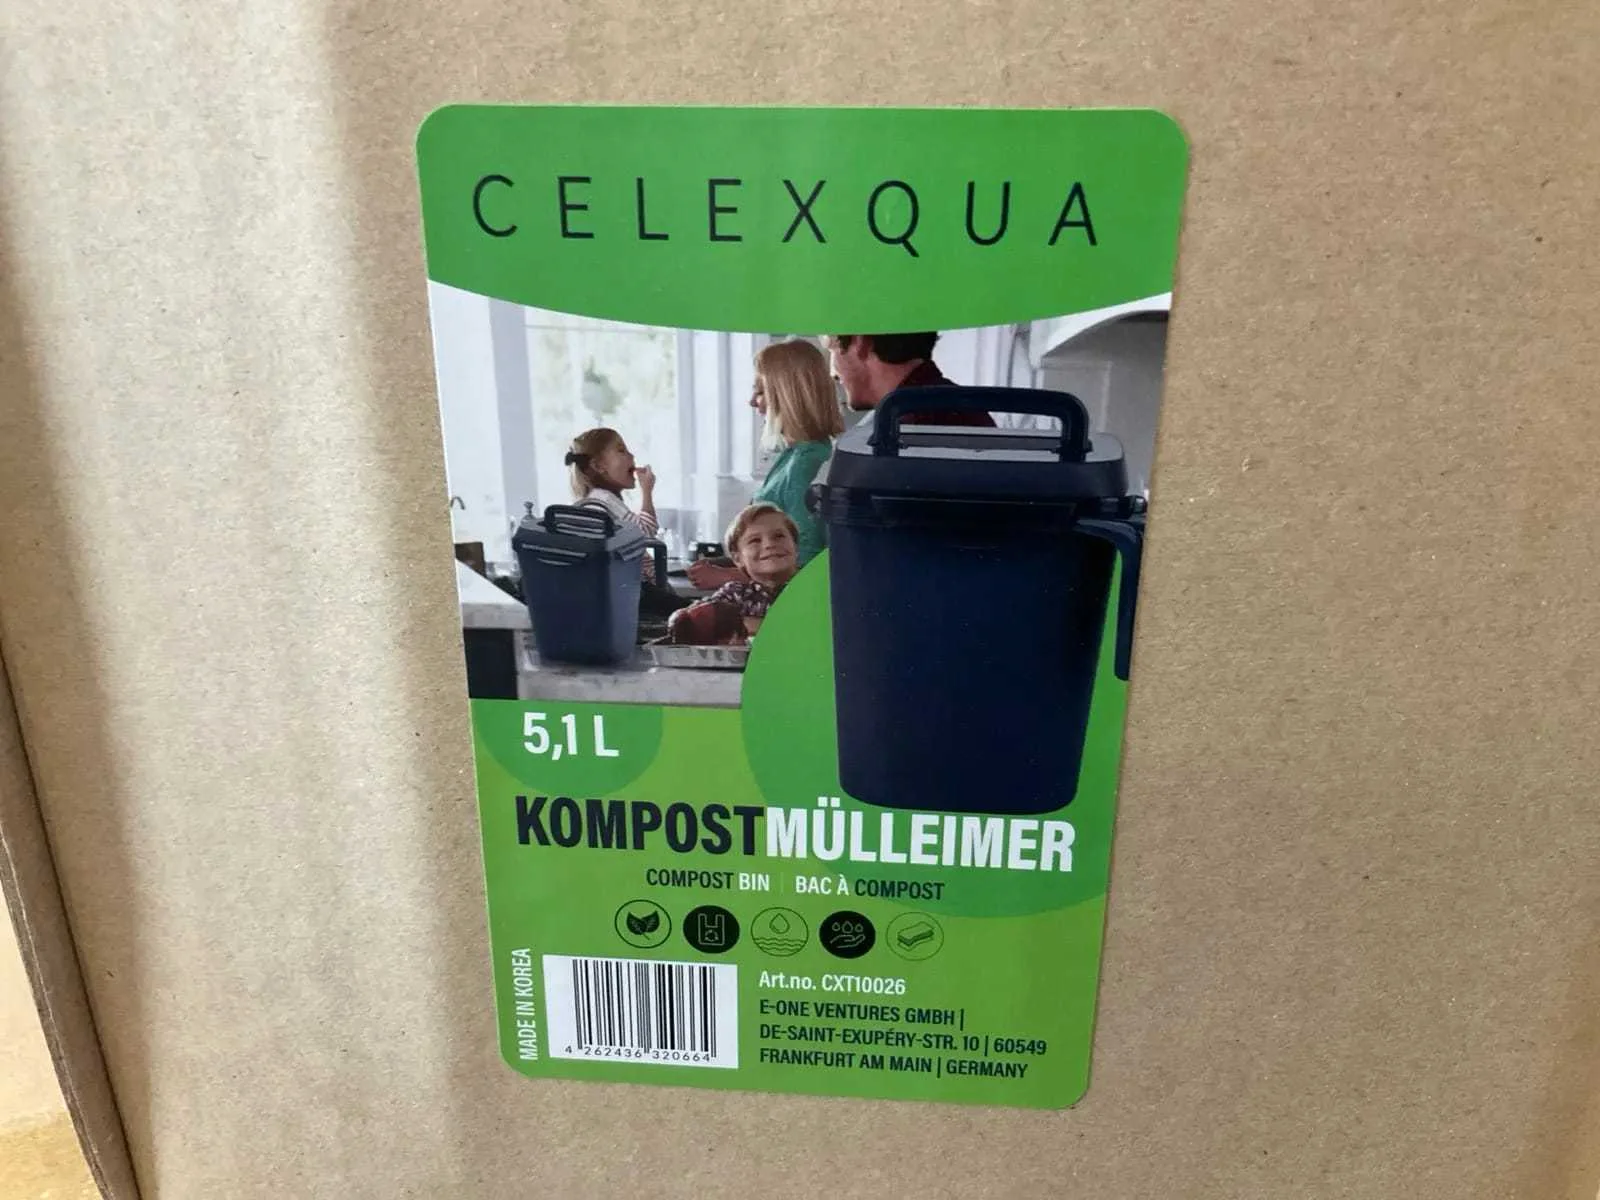 CELEXQUA
5,1 L
KOMPOSTMÜLLEIMER
COMPOST BIN | BAC À COMPOST
MADE IN KOREA
4 262436 320664
Art.no. CXT10026
E-ONE VENTURES GMBH |
DE-SAINT-EXUPÉRY-STR. 10 | 60549
FRANKFURT AM MAIN | GERMANY